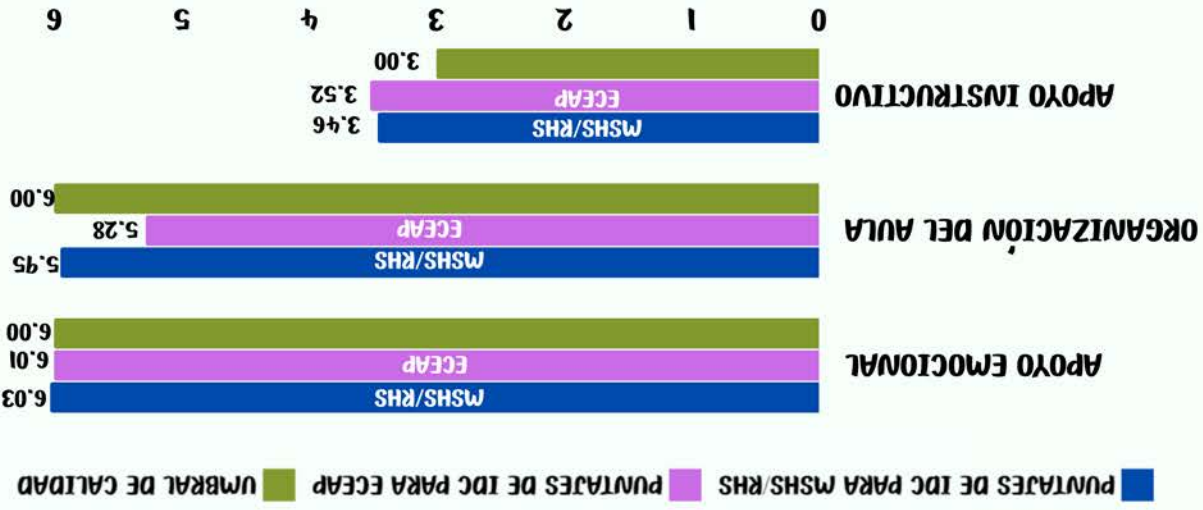 PUNTAJES DE IDC PARA MSHS/RHS PUNTAJES DE IDC PARA ECEAP UMBRAL DE CALIDAD
APOYO EMOCIONAL
MSHS/RHS 6.03
ECEAP 6.01
6.00
ORGANIZACIÓN DEL AULA
MSHS/RHS 5.95
ECEAP 5.28
6.00
APOYO INSTRUCTIVO
MSHS/RHS 3.46
ECEAP 3.52
3.00
0 1 2 3 4 5 6